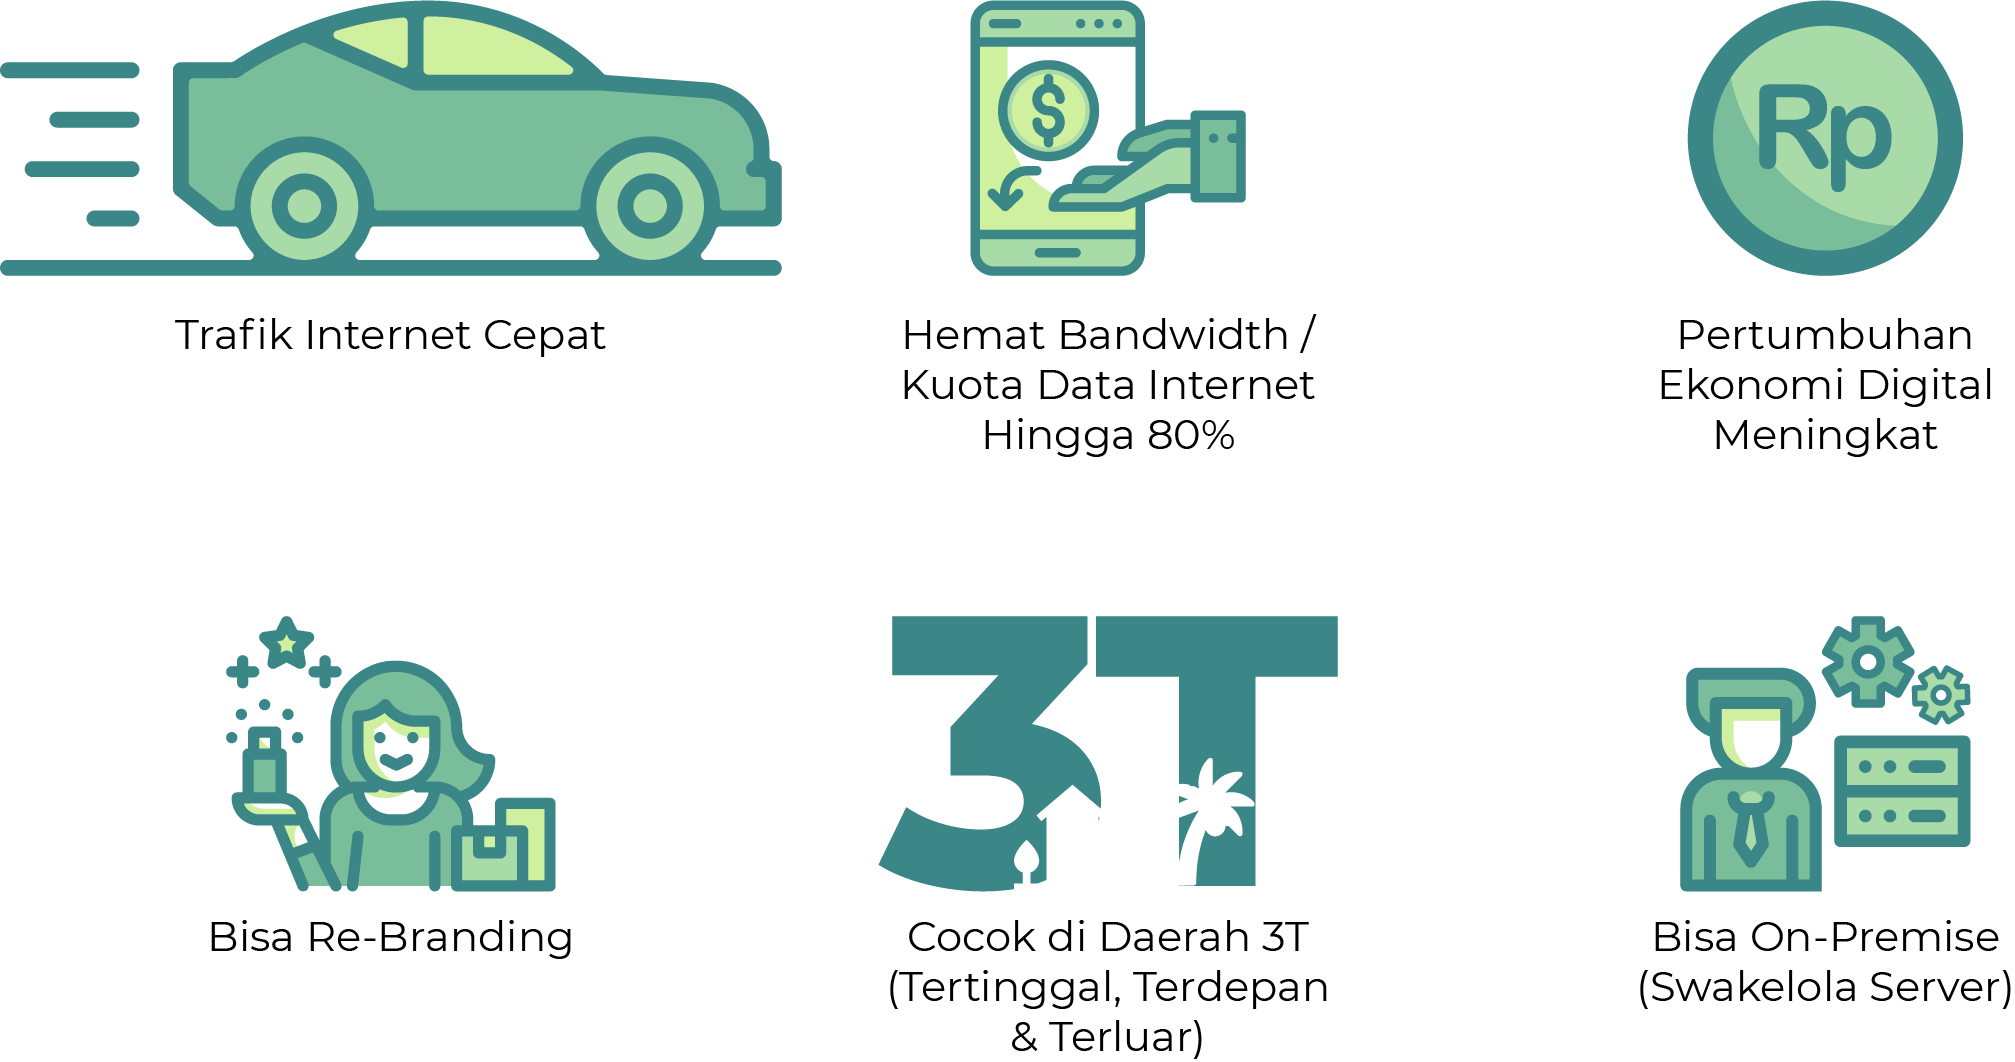 $
Rp
Trafik Internet Cepat
Hemat Bandwidth /
Kuota Data Internet
Hingga 80%
Pertumbuhan
Ekonomi Digital
Meningkat
3T
Bisa Re-Branding
Cocok di Daerah 3T
(Tertinggal, Terdepan
& Terluar)
Bisa On-Premise
(Swakelola Server)